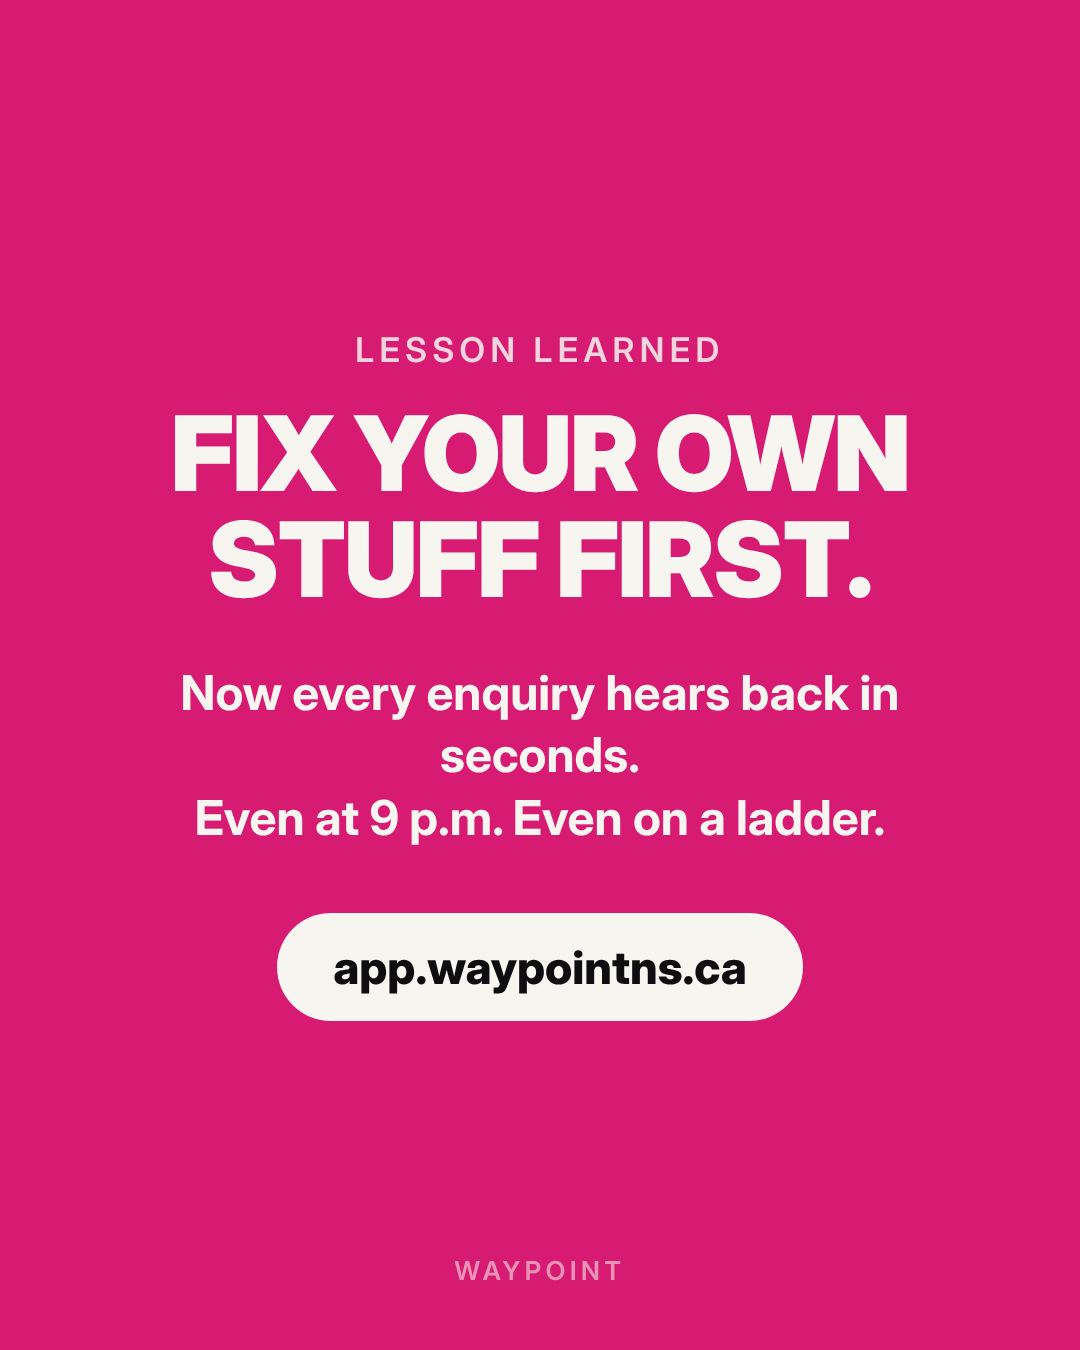 LESSON LEARNED
FIX YOUR OWN
STUFF FIRST.
Now every enquiry hears back in
seconds.
Even at 9 p.m. Even on a ladder.
app.waypointns.ca
WAYPOINT